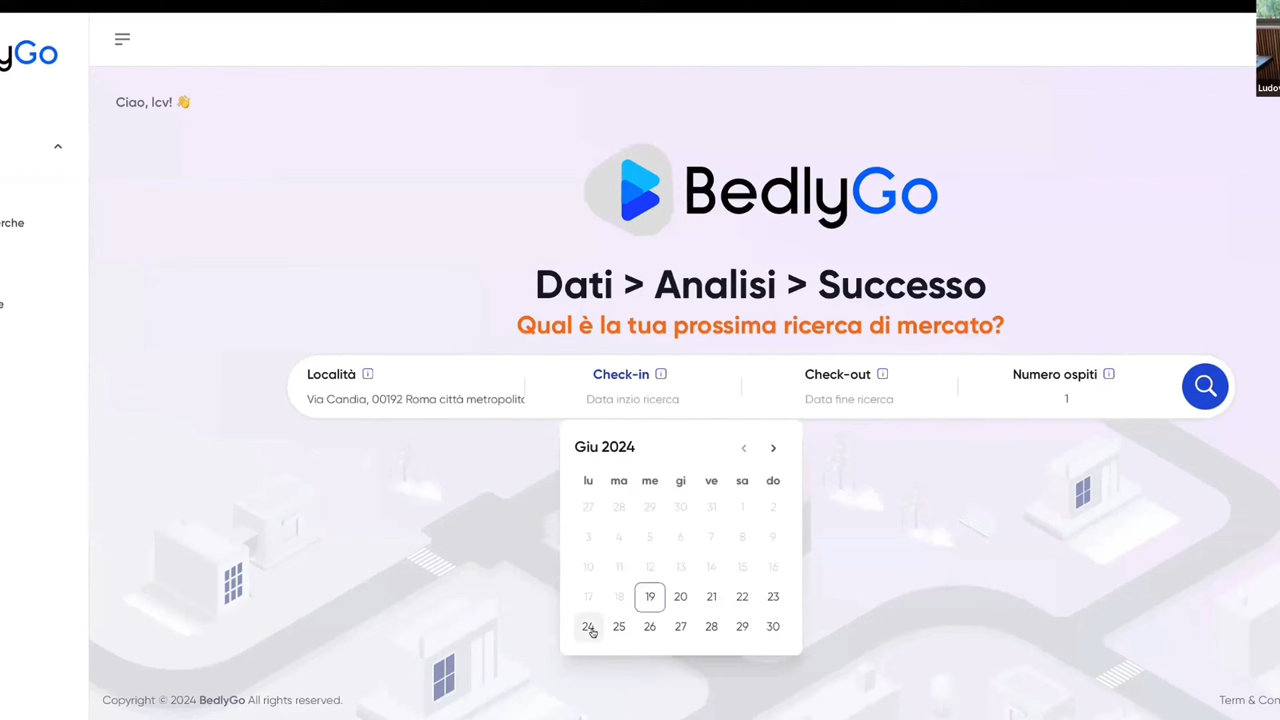 yGo
Ciao, lcv! 👋
BedlyGo
Dati > Analisi > Successo
Qual è la tua prossima ricerca di mercato?
Località
Check-in
Check-out
Numero ospiti
Via Candia, 00192 Roma città metropolita
Data inzio ricerca
Data fine ricerca
1
Giu 2024
lu ma me gi ve sa do
27 28 29 30 31 1 2
3 4 5 6 7 8 9
10 11 12 13 14 15 16
17 18 19 20 21 22 23
24 25 26 27 28 29 30
rche
e
Copyright © 2024 BedlyGo All rights reserved.
Term & Con
Ludov